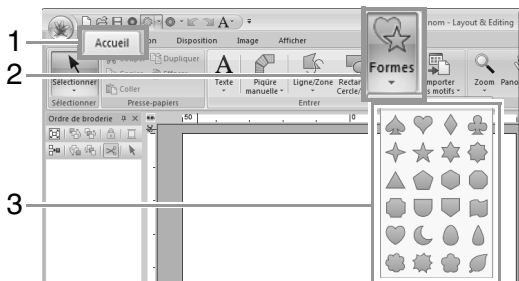 nom - Layout & Editing
1
Accueil
Disposition
Image
Afficher
2
Dupliquer
Coller
Sélectionner
Texte
Piqûre manuelle
Ligne/Zone
Formes
Zoom
Sélectionner
Presse-papiers
Entrer
Ordre de broderie
50
0
3